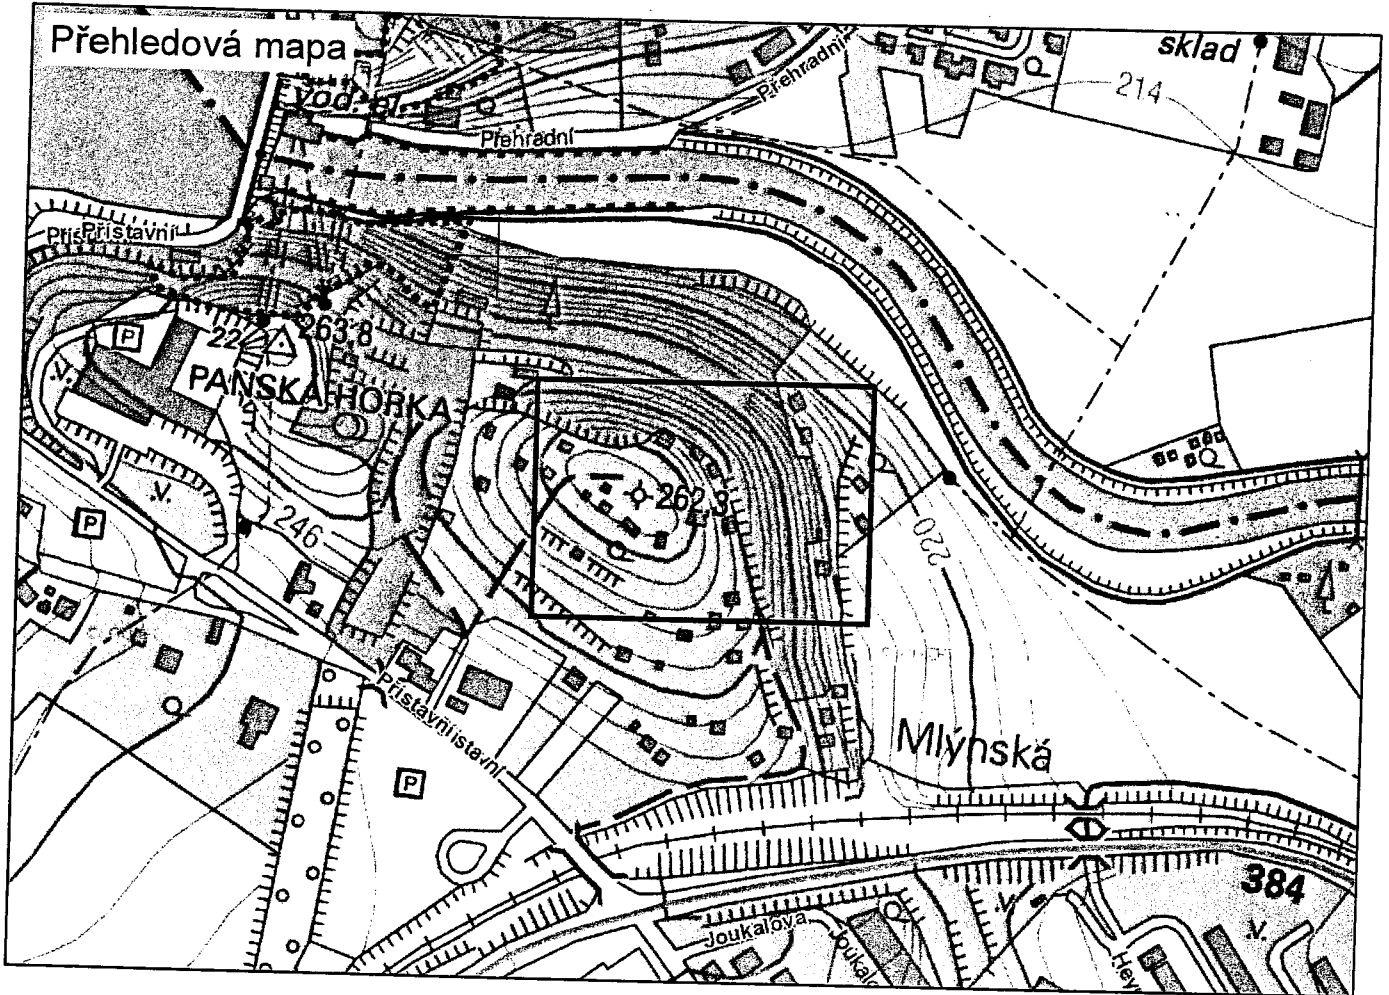 Přehledová mapa
sklad
Přehradní
214
vod. el.
Přehradní
Přístavní
P
22
263,8
.V.
PANSKÁ HORKA
262,3
.V.
246
P
220
Přístavní
P
Mlýnská
384
.V.
.V.
Joukalova